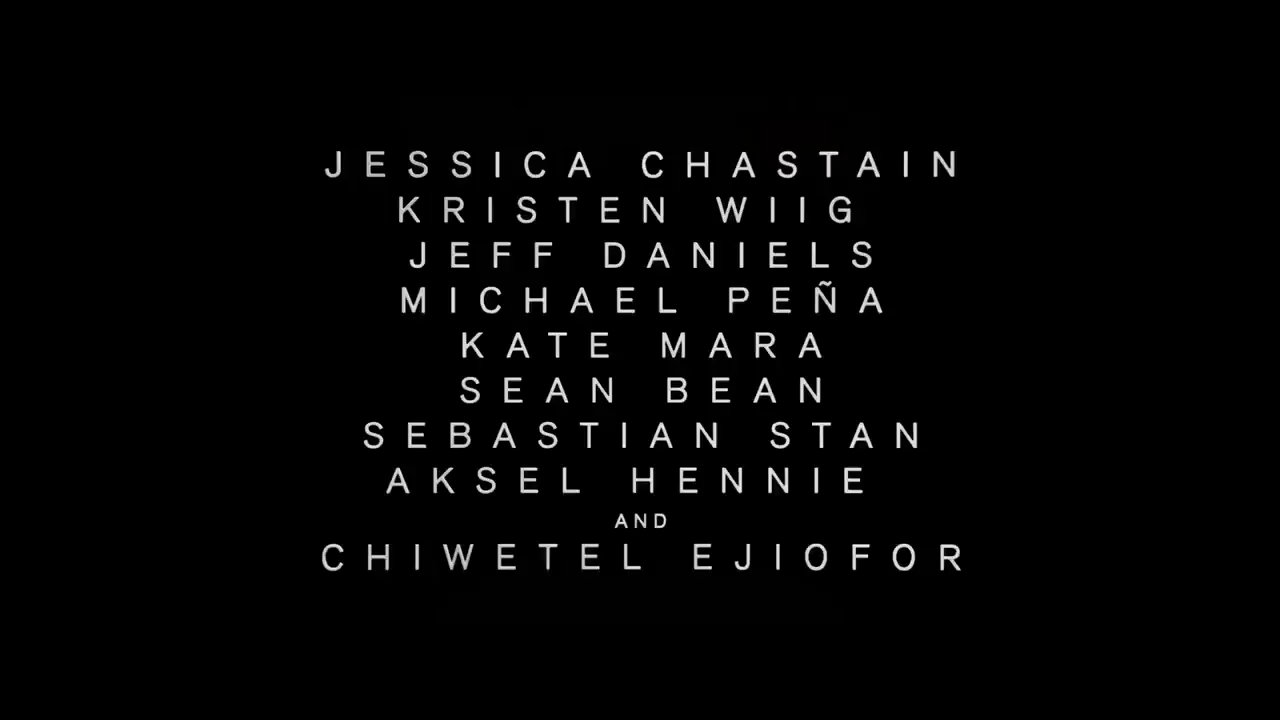 JESSICA CHASTAIN
KRISTEN WIIG
JEFF DANIELS
MICHAEL PEÑA
KATE MARA
SEAN BEAN
SEBASTIAN STAN
AKSEL HENNIE
AND
CHIWETEL EJIOFOR